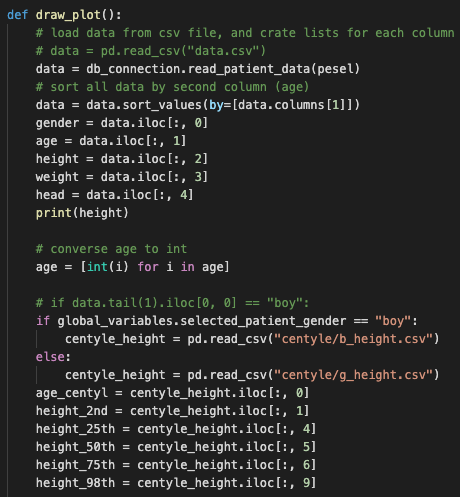 def draw_plot():
    # load data from csv file, and crate lists for each column
    # data = pd.read_csv("data.csv")
    data = db_connection.read_patient_data(pesel)
    # sort all data by second column (age)
    data = data.sort_values(by=[data.columns[1]])
    gender = data.iloc[:, 0]
    age = data.iloc[:, 1]
    height = data.iloc[:, 2]
    weight = data.iloc[:, 3]
    head = data.iloc[:, 4]
    print(height)

    # converse age to int
    age = [int(i) for i in age]

    # if data.tail(1).iloc[0, 0] == "boy":
    if global_variables.selected_patient_gender == "boy":
        centyle_height = pd.read_csv("centyle/b_height.csv")
    else:
        centyle_height = pd.read_csv("centyle/g_height.csv")
    age_centyl = centyle_height.iloc[:, 0]
    height_2nd = centyle_height.iloc[:, 1]
    height_25th = centyle_height.iloc[:, 4]
    height_50th = centyle_height.iloc[:, 5]
    height_75th = centyle_height.iloc[:, 6]
    height_98th = centyle_height.iloc[:, 9]